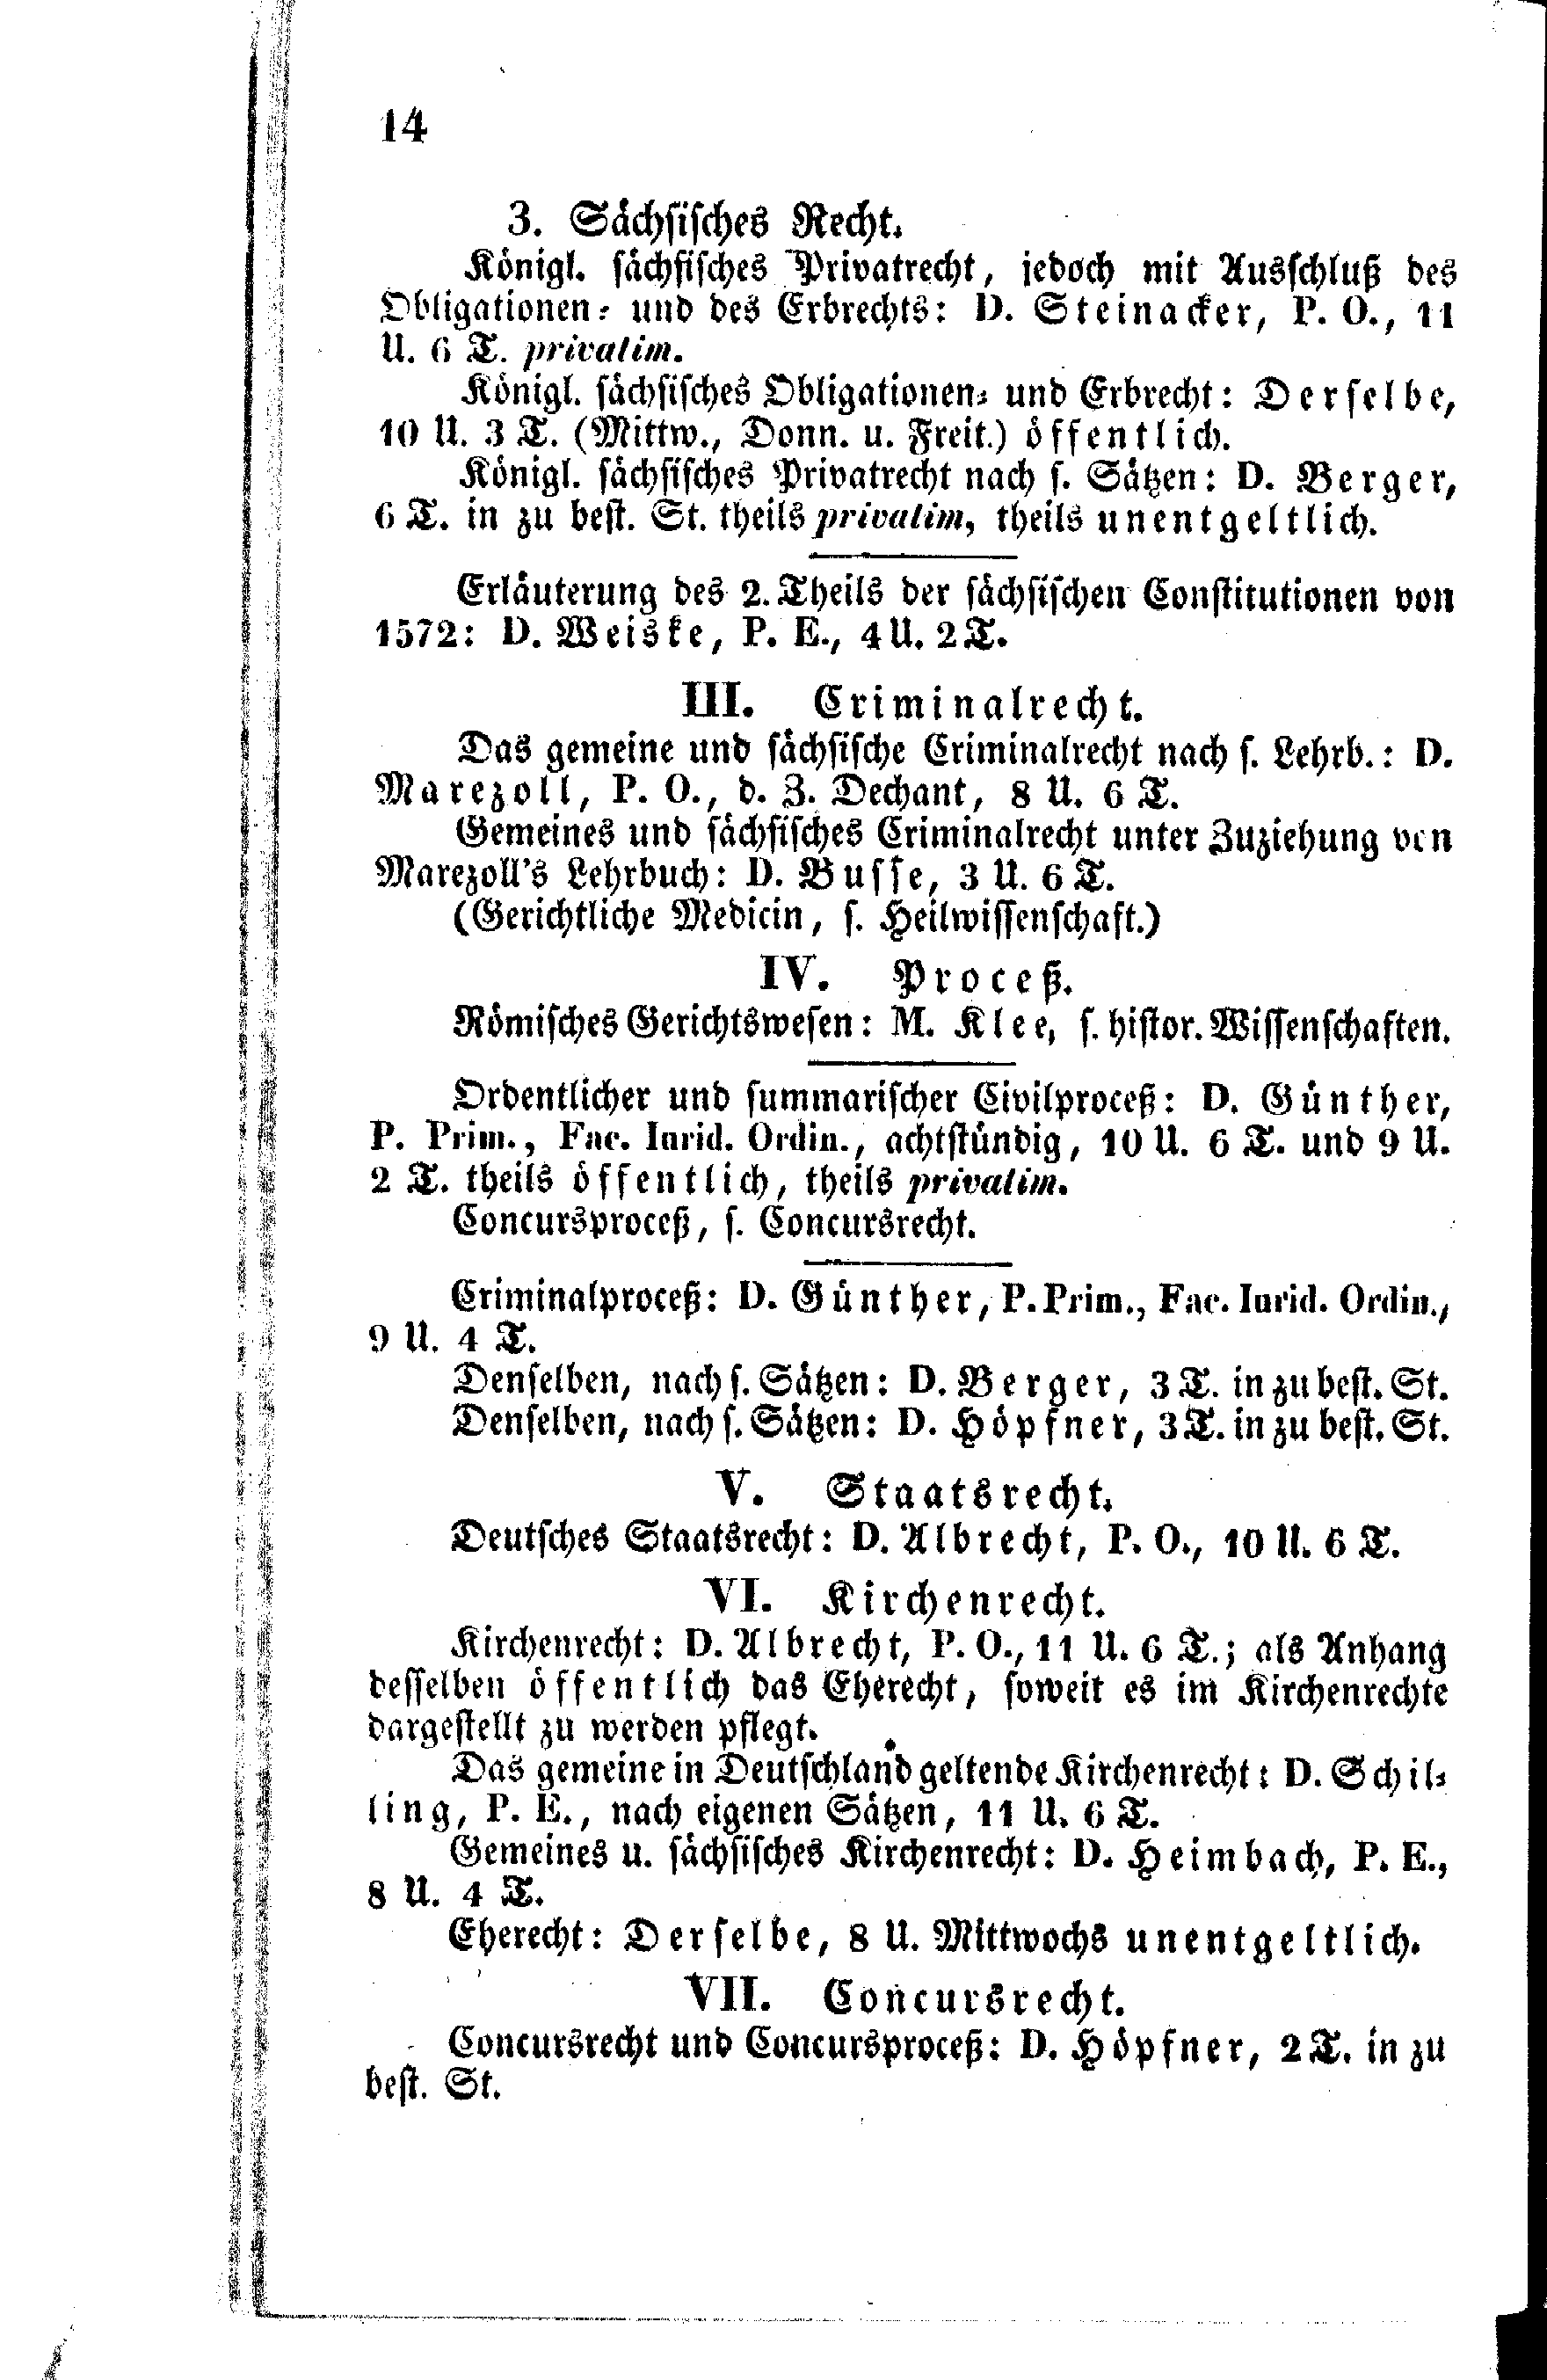 14
3. Sächsisches Recht.
Königl. sächsisches Privatrecht, jedoch mit Ausschluß des
Obligationen- und des Erbrechts: D. Steinacker, P. O., 11
U. 6 T. privatim.
Königl. sächsisches Obligationen- und Erbrecht: Derselbe,
10 U. 3 T. (Mittw., Donn. u. Freit.) öffentlich.
Königl. sächsisches Privatrecht nach s. Sätzen: D. Berger,
6 T. in zu best. St. theils privatim, theils unentgeltlich.
Erläuterung des 2. Theils der sächsischen Constitutionen von
1572: D. Weiske, P. E., 4 U. 2 T.
III. Criminalrecht.
Das gemeine und sächsische Criminalrecht nach s. Lehrb.: D.
Marezoll, P. O., d. Z. Dechant, 8 U. 6 T.
Gemeines und sächsisches Criminalrecht unter Zuziehung von
Marezoll's Lehrbuch: D. Busse, 3 U. 6 T.
(Gerichtliche Medicin, s. Heilwissenschaft.)
IV. Proceß.
Römisches Gerichtswesen: M. Klee, s. histor. Wissenschaften.
Ordentlicher und summarischer Civilproceß: D. Günther,
P. Prim., Fac. Iurid. Ordin., achtstündig, 10 U. 6 T. und 9 U.
2 T. theils öffentlich, theils privatim.
Concursproceß, s. Concursrecht.
Criminalproceß: D. Günther, P. Prim., Fac. Iurid. Ordin.,
9 U. 4 T.
Denselben, nach s. Sätzen: D. Berger, 3 T. in zu best. St.
Denselben, nach s. Sätzen: D. Höpfner, 3 T. in zu best. St.
V. Staatsrecht.
Deutsches Staatsrecht: D. Albrecht, P. O., 10 U. 6 T.
VI. Kirchenrecht.
Kirchenrecht: D. Albrecht, P. O., 11 U. 6 T.; als Anhang
desselben öffentlich das Eherecht, soweit es im Kirchenrechte
dargestellt zu werden pflegt.
Das gemeine in Deutschland geltende Kirchenrecht: D. Schil-
ling, P. E., nach eigenen Sätzen, 11 U. 6 T.
Gemeines u. sächsisches Kirchenrecht: D. Heimbach, P. E.,
8 U. 4 T.
Eherecht: Derselbe, 8 U. Mittwochs unentgeltlich.
VII. Concursrecht.
Concursrecht und Concursproceß: D. Höpfner, 2 T. in zu
best. St.